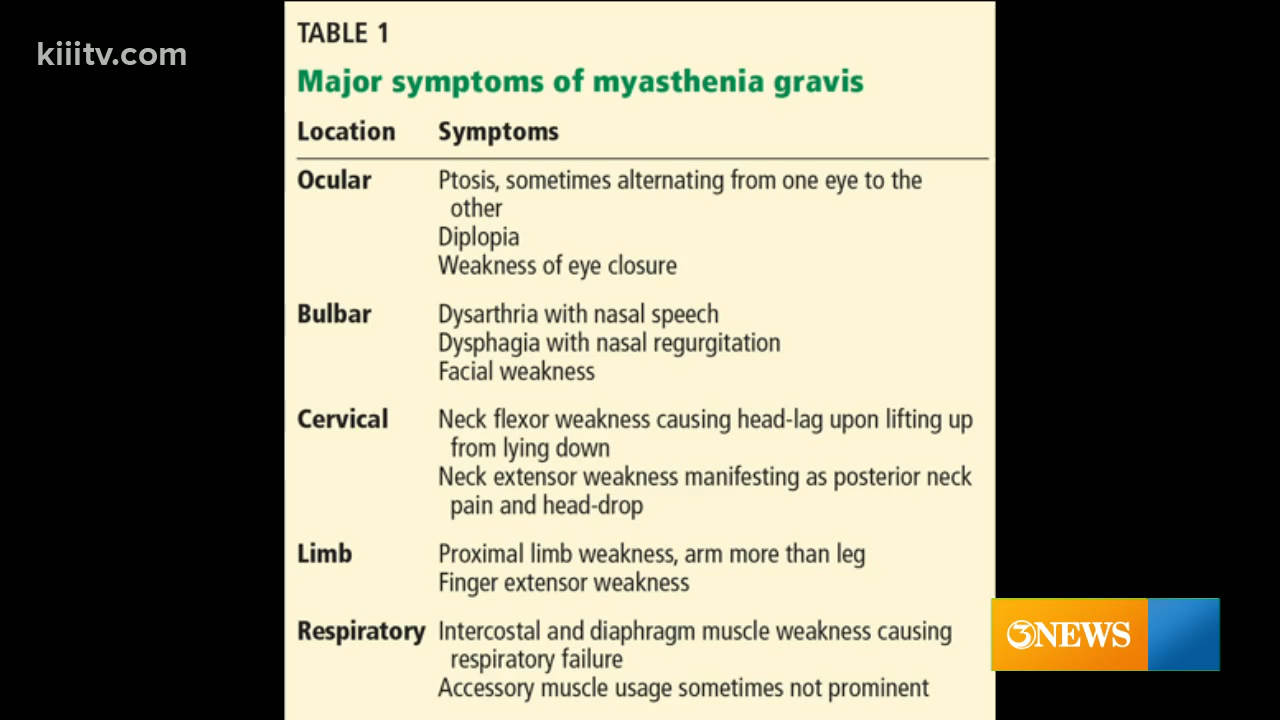 kiiitv.com
TABLE 1
Major symptoms of myasthenia gravis
Location Symptoms
Ocular Ptosis, sometimes alternating from one eye to the
other
Diplopia
Weakness of eye closure
Bulbar Dysarthria with nasal speech
Dysphagia with nasal regurgitation
Facial weakness
Cervical Neck flexor weakness causing head-lag upon lifting up
from lying down
Neck extensor weakness manifesting as posterior neck
pain and head-drop
Limb Proximal limb weakness, arm more than leg
Finger extensor weakness
Respiratory Intercostal and diaphragm muscle weakness causing
respiratory failure
Accessory muscle usage sometimes not prominent
3NEWS